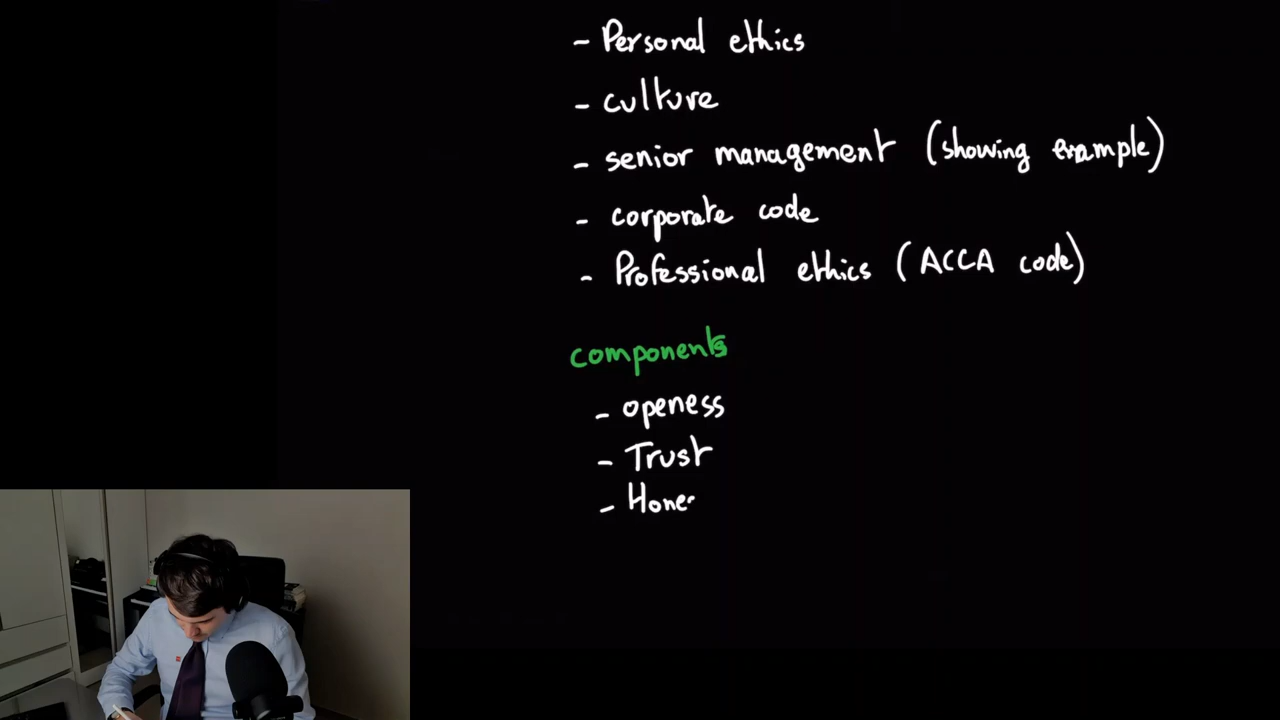 - Personal ethics
- culture
- senior management (showing example)
- corporate code
- Professional ethics (ACCA code)
components
- openess
- Trust
- Hone